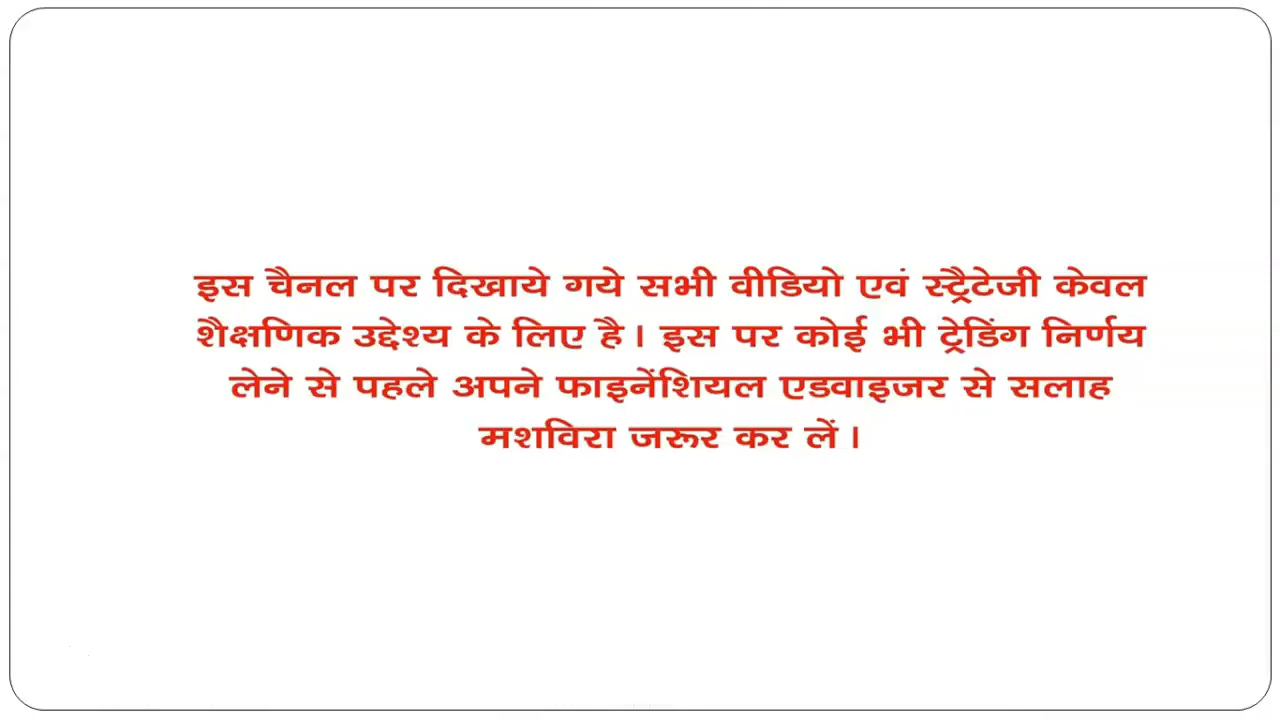 इस चैनल पर दिखाये गये सभी वीडियो एवं स्ट्रैटेजी केवल
शैक्षणिक उद्देश्य के लिए है। इस पर कोई भी ट्रेडिंग निर्णय
लेने से पहले अपने फाइनेंशियल एडवाइजर से सलाह
मशविरा जरूर कर लें।